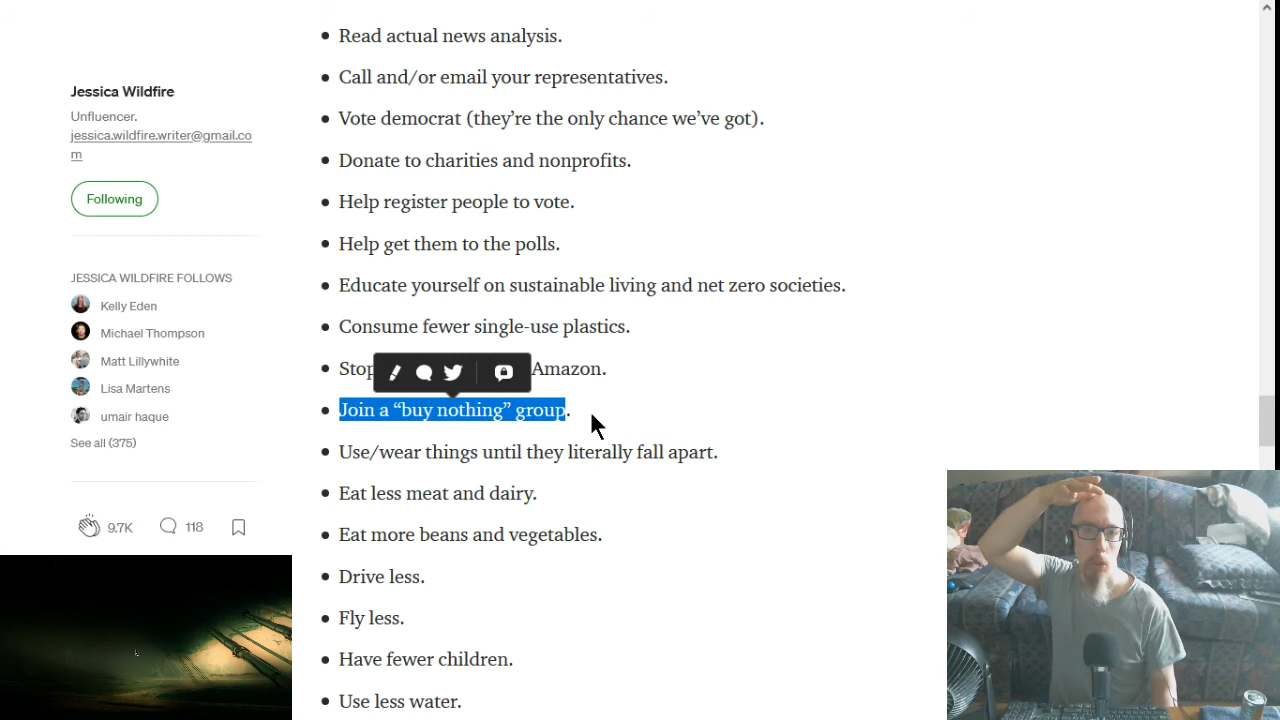 Jessica Wildfire
Unfluencer.
jessica.wildfire.writer@gmail.co
m
Following
JESSICA WILDFIRE FOLLOWS
Kelly Eden
Michael Thompson
Matt Lillywhite
Lisa Martens
umair haque
See all (375)
9.7K
118
• Read actual news analysis.
• Call and/or email your representatives.
• Vote democrat (they’re the only chance we’ve got).
• Donate to charities and nonprofits.
• Help register people to vote.
• Help get them to the polls.
• Educate yourself on sustainable living and net zero societies.
• Consume fewer single-use plastics.
• Stop Amazon.
• Join a “buy nothing” group.
• Use/wear things until they literally fall apart.
• Eat less meat and dairy.
• Eat more beans and vegetables.
• Drive less.
• Fly less.
• Have fewer children.
• Use less water.